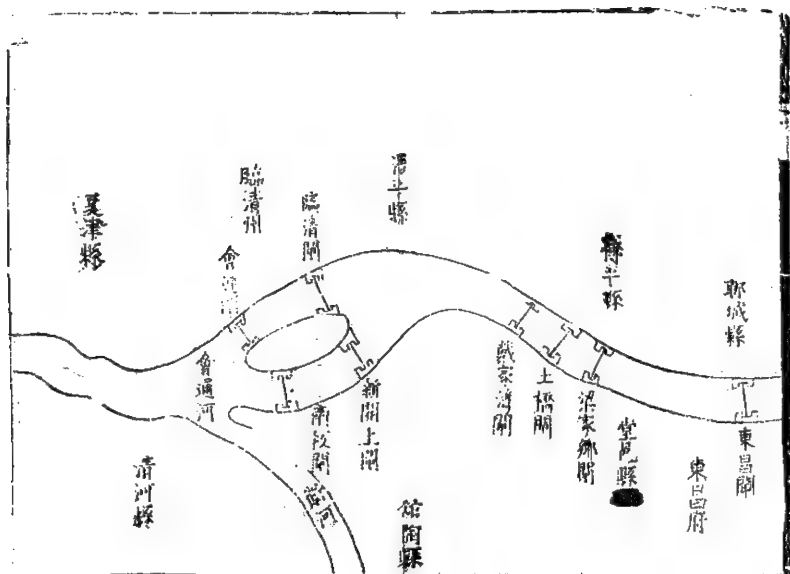 聊城縣
東昌閘
東昌府
博平縣
堂邑縣
梁家鄉閘
土橋閘
戴家灣閘
清平縣
館陶縣
臨清閘
新開上閘
南板閘
臨清州
會通閘
會通河
衛河
夏津縣
清河縣